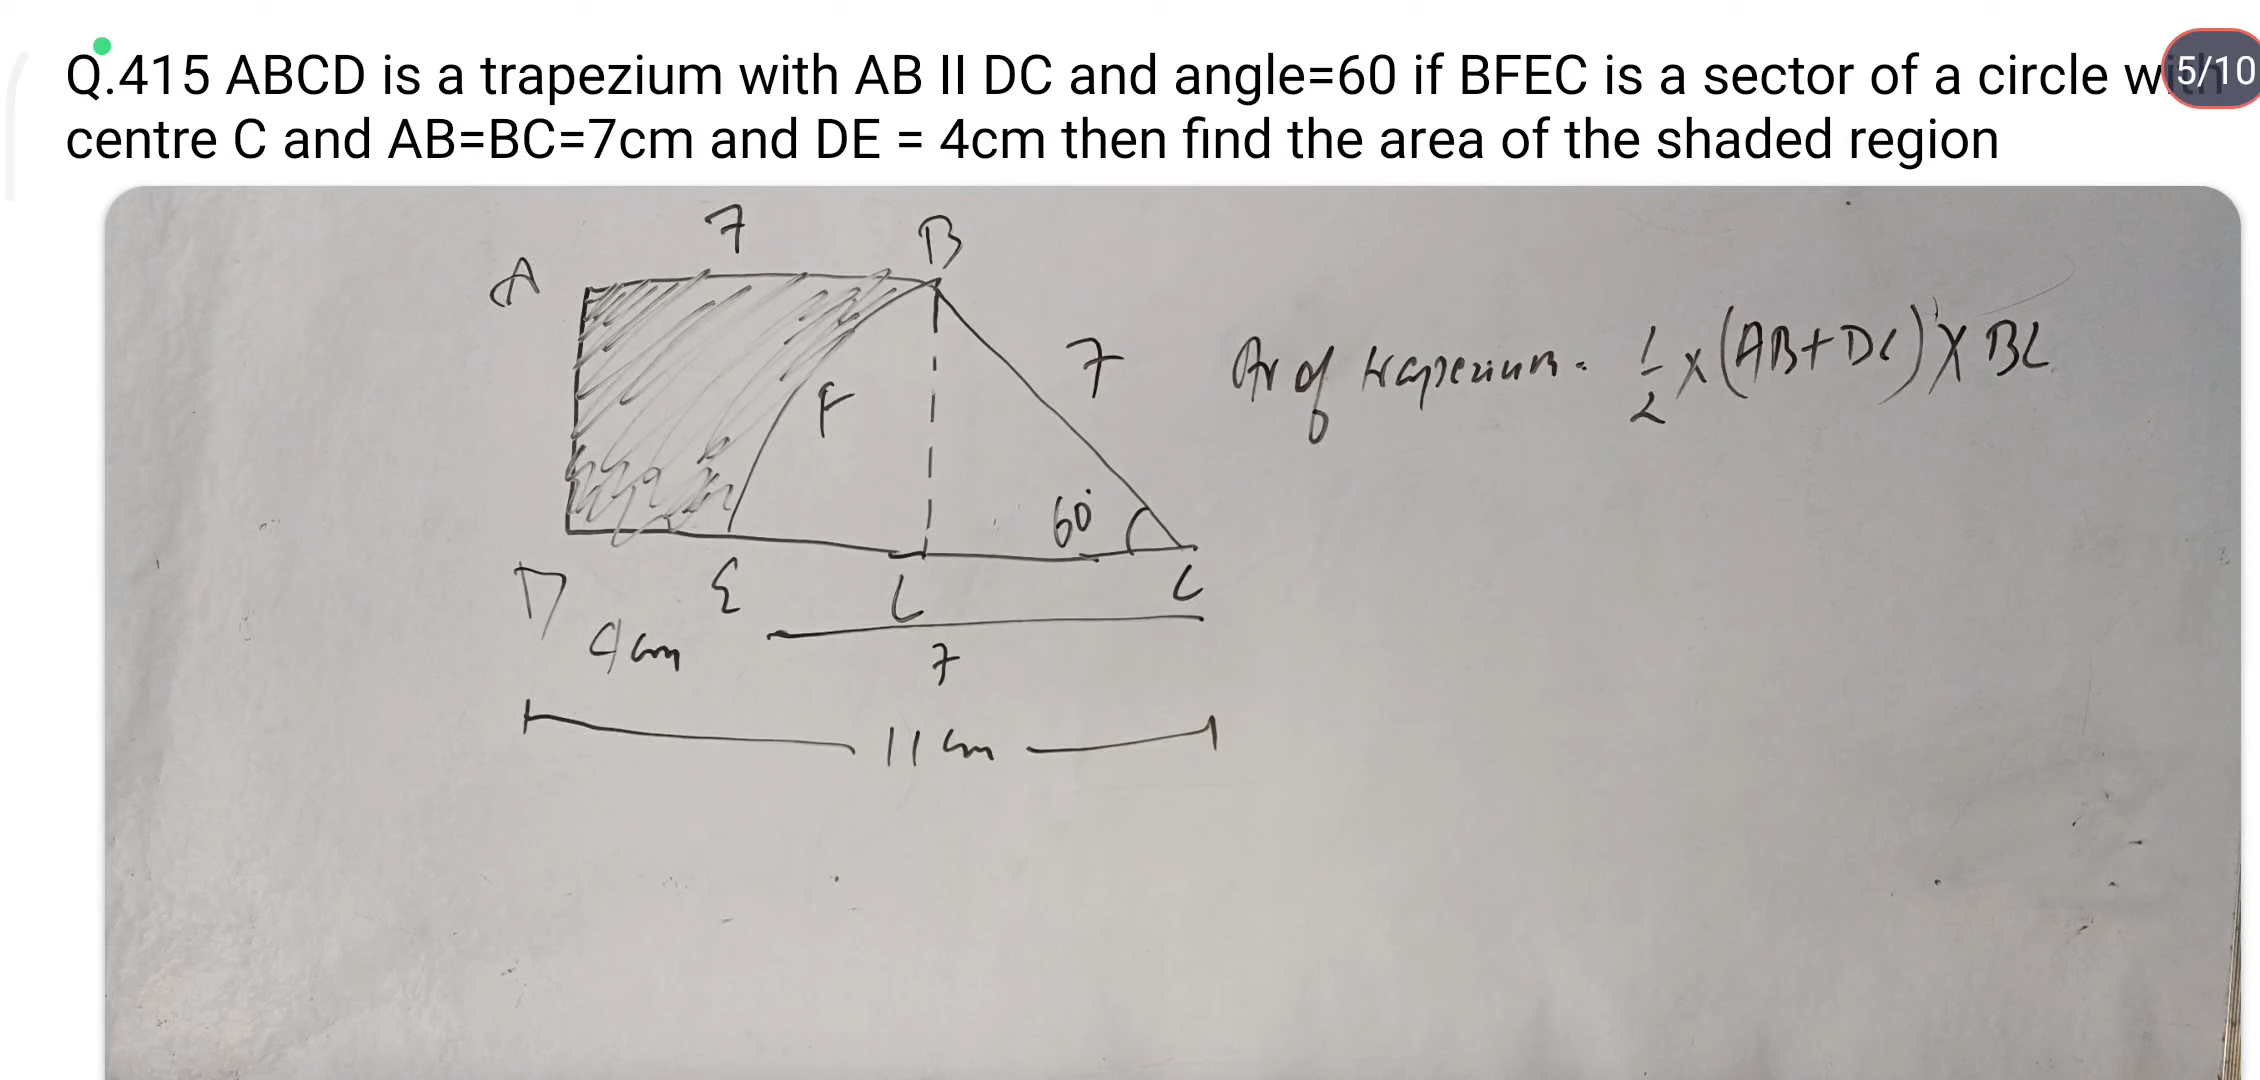 Q.415 ABCD is a trapezium with AB II DC and angle=60 if BFEC is a sector of a circle with
5/10
centre C and AB=BC=7cm and DE = 4cm then find the area of the shaded region
7
A
B
7
F
Ar of trapezium = 1/2 x (AB+DC) x BL
60°
D
E
L
C
4cm
7
11 cm